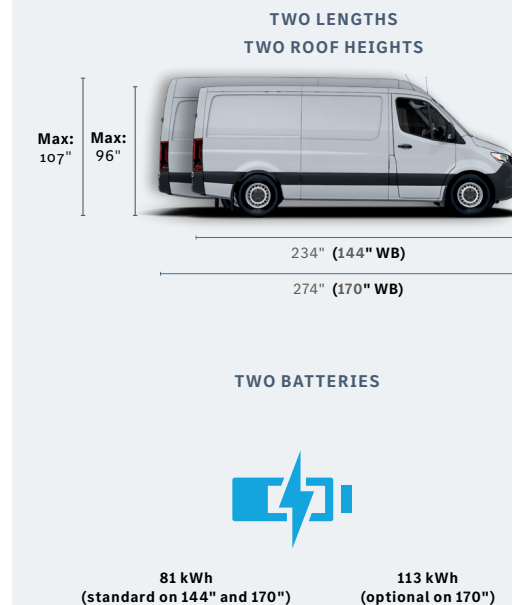 TWO LENGTHS
TWO ROOF HEIGHTS
Max:
107"
Max:
96"
234" (144" WB)
274" (170" WB)
TWO BATTERIES
81 kWh
(standard on 144" and 170")
113 kWh
(optional on 170")